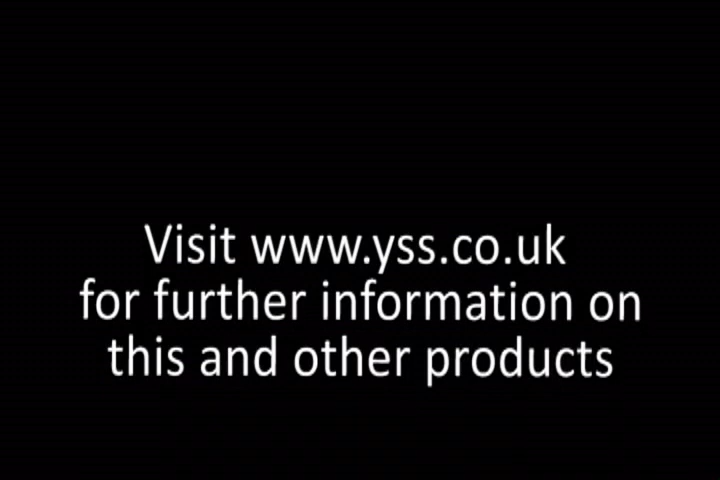 Visit www.yss.co.uk
for further information on
this and other products